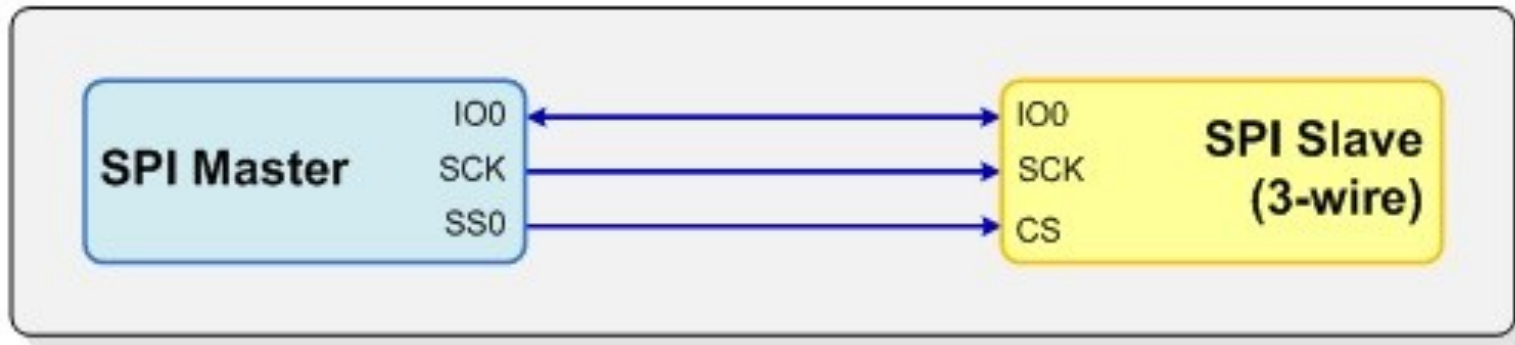 SPI Master
IO0
SCK
SS0
IO0
SCK
CS
SPI Slave
(3-wire)